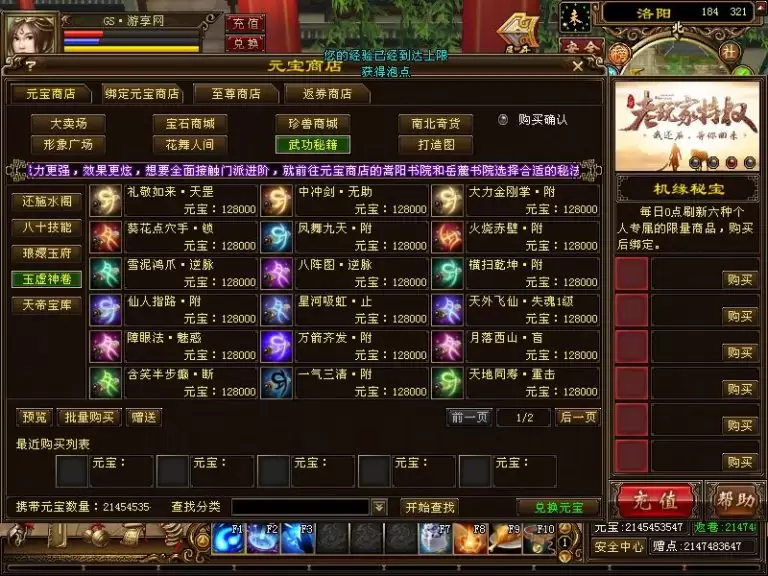 GS·游享网
充值
兑换
您的经验已经到达上限
获得泡点
未
安全
洛阳 184 321
北
社
?
元宝商店
×
元宝商店 绑定元宝商店 至尊商店 返券商店
大卖场 宝石商城 珍兽商城 南北奇货 购买确认
形象广场 花舞人间 武功秘籍 打造图
力更强，效果更炫，想要全面接触门派进阶，就前往元宝商店的嵩阳书院和岳麓书院选择合适的秘
还施水阁
八十技能
琅嬛玉府
玉虚神卷
天帝宝库
礼敬如来·天罡 元宝：128000
中冲剑·无助 元宝：128000
大力金刚掌·附 元宝：128000
葵花点穴手·锁 元宝：128000
凤舞九天·附 元宝：128000
火烧赤壁·附 元宝：128000
雪泥鸿爪·逆脉 元宝：128000
八阵图·逆脉 元宝：128000
横扫乾坤·附 元宝：128000
仙人指路·附 元宝：128000
星河吸虹·止 元宝：128000
天外飞仙·失魂1级 元宝：128000
障眼法·魅惑 元宝：128000
万箭齐发·附 元宝：128000
月落西山·盲 元宝：128000
含笑半步癫·断 元宝：128000
一气三清·附 元宝：128000
天地同寿·重击 元宝：128000
预览 批量购买 赠送 前一页 1/2 后一页
最近购买列表
元宝： 元宝： 元宝： 元宝： 元宝：
携带元宝数量：21454535 查找分类 开始查找 兑换元宝
老玩家特权
机缘秘宝
每日0点刷新六种个
人专属的限量商品，购买
后绑定。
购买
购买
购买
购买
购买
购买
充值 帮助
元宝:2145453547
安全中心 赠点:2147483647
F1 F2 F3 F7 F8 F9 F10
1